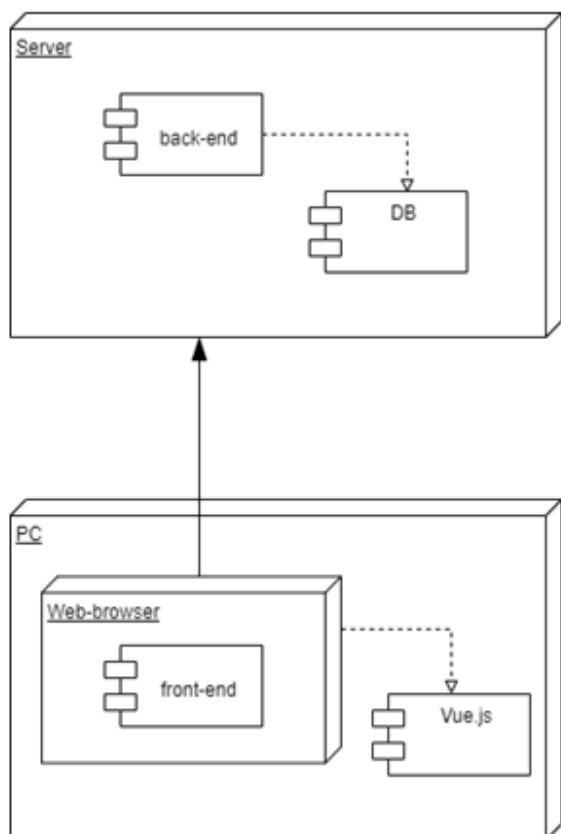 Server
back-end
DB
PC
Web-browser
front-end
Vue.js